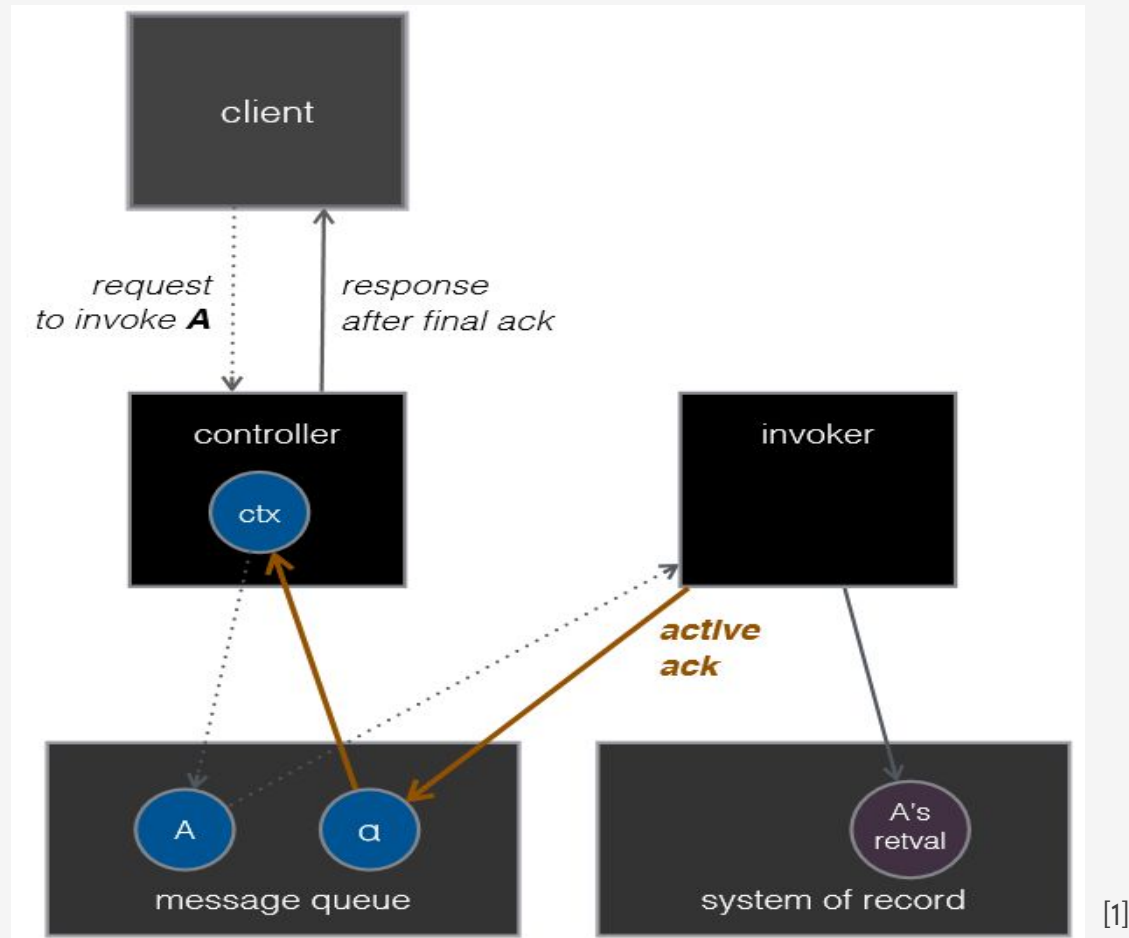 client
request
to invoke A
response
after final ack
controller
invoker
ctx
active
ack
A
α
A's
retval
message queue
system of record
[1]